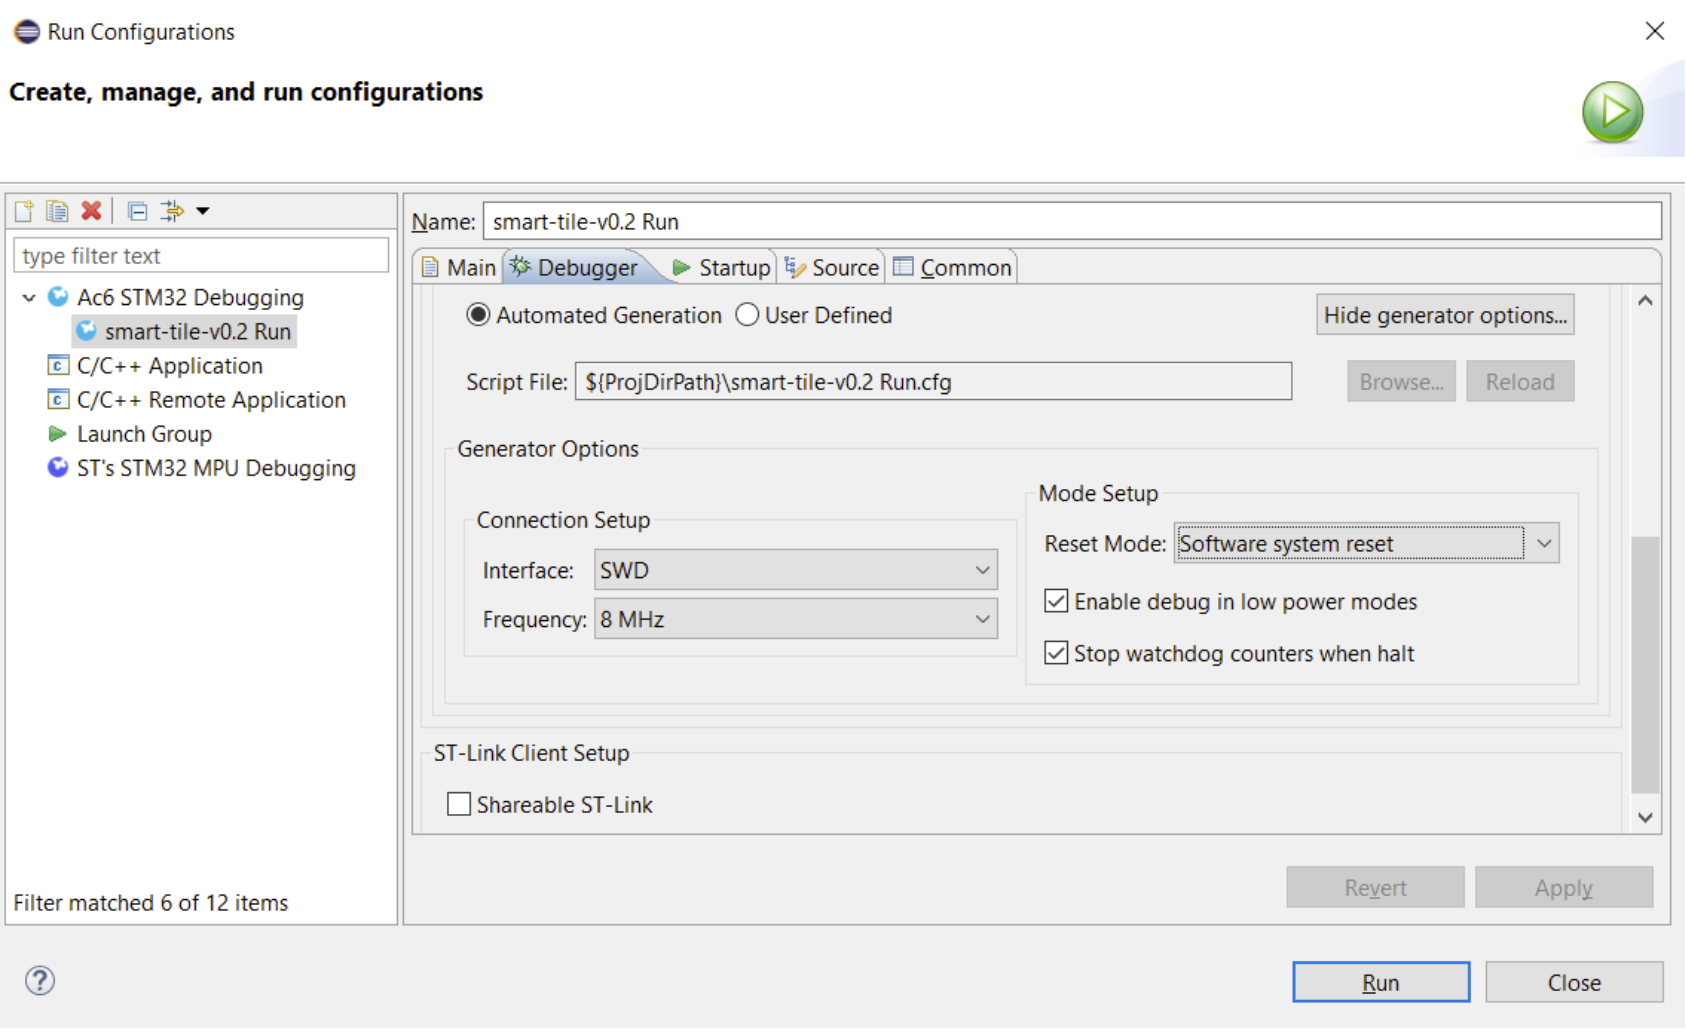 Run Configurations
Create, manage, and run configurations
type filter text
Ac6 STM32 Debugging
smart-tile-v0.2 Run
C/C++ Application
C/C++ Remote Application
Launch Group
ST's STM32 MPU Debugging
Filter matched 6 of 12 items
Name: smart-tile-v0.2 Run
Main Debugger Startup Source Common
Automated Generation User Defined Hide generator options...
Script File: ${ProjDirPath}\smart-tile-v0.2 Run.cfg Browse... Reload
Generator Options
Connection Setup
Interface: SWD
Frequency: 8 MHz
Mode Setup
Reset Mode: Software system reset
Enable debug in low power modes
Stop watchdog counters when halt
ST-Link Client Setup
Shareable ST-Link
Revert Apply
Run Close